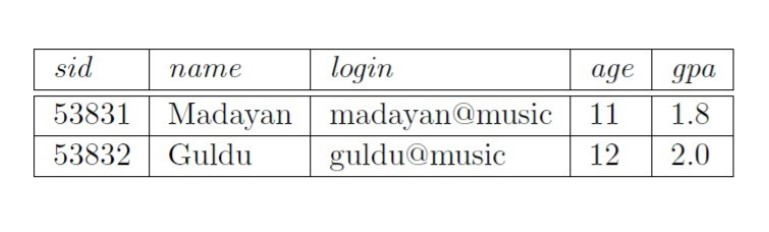 sid name login age gpa
53831 Madayan madayan@music 11 1.8
53832 Guldu guldu@music 12 2.0